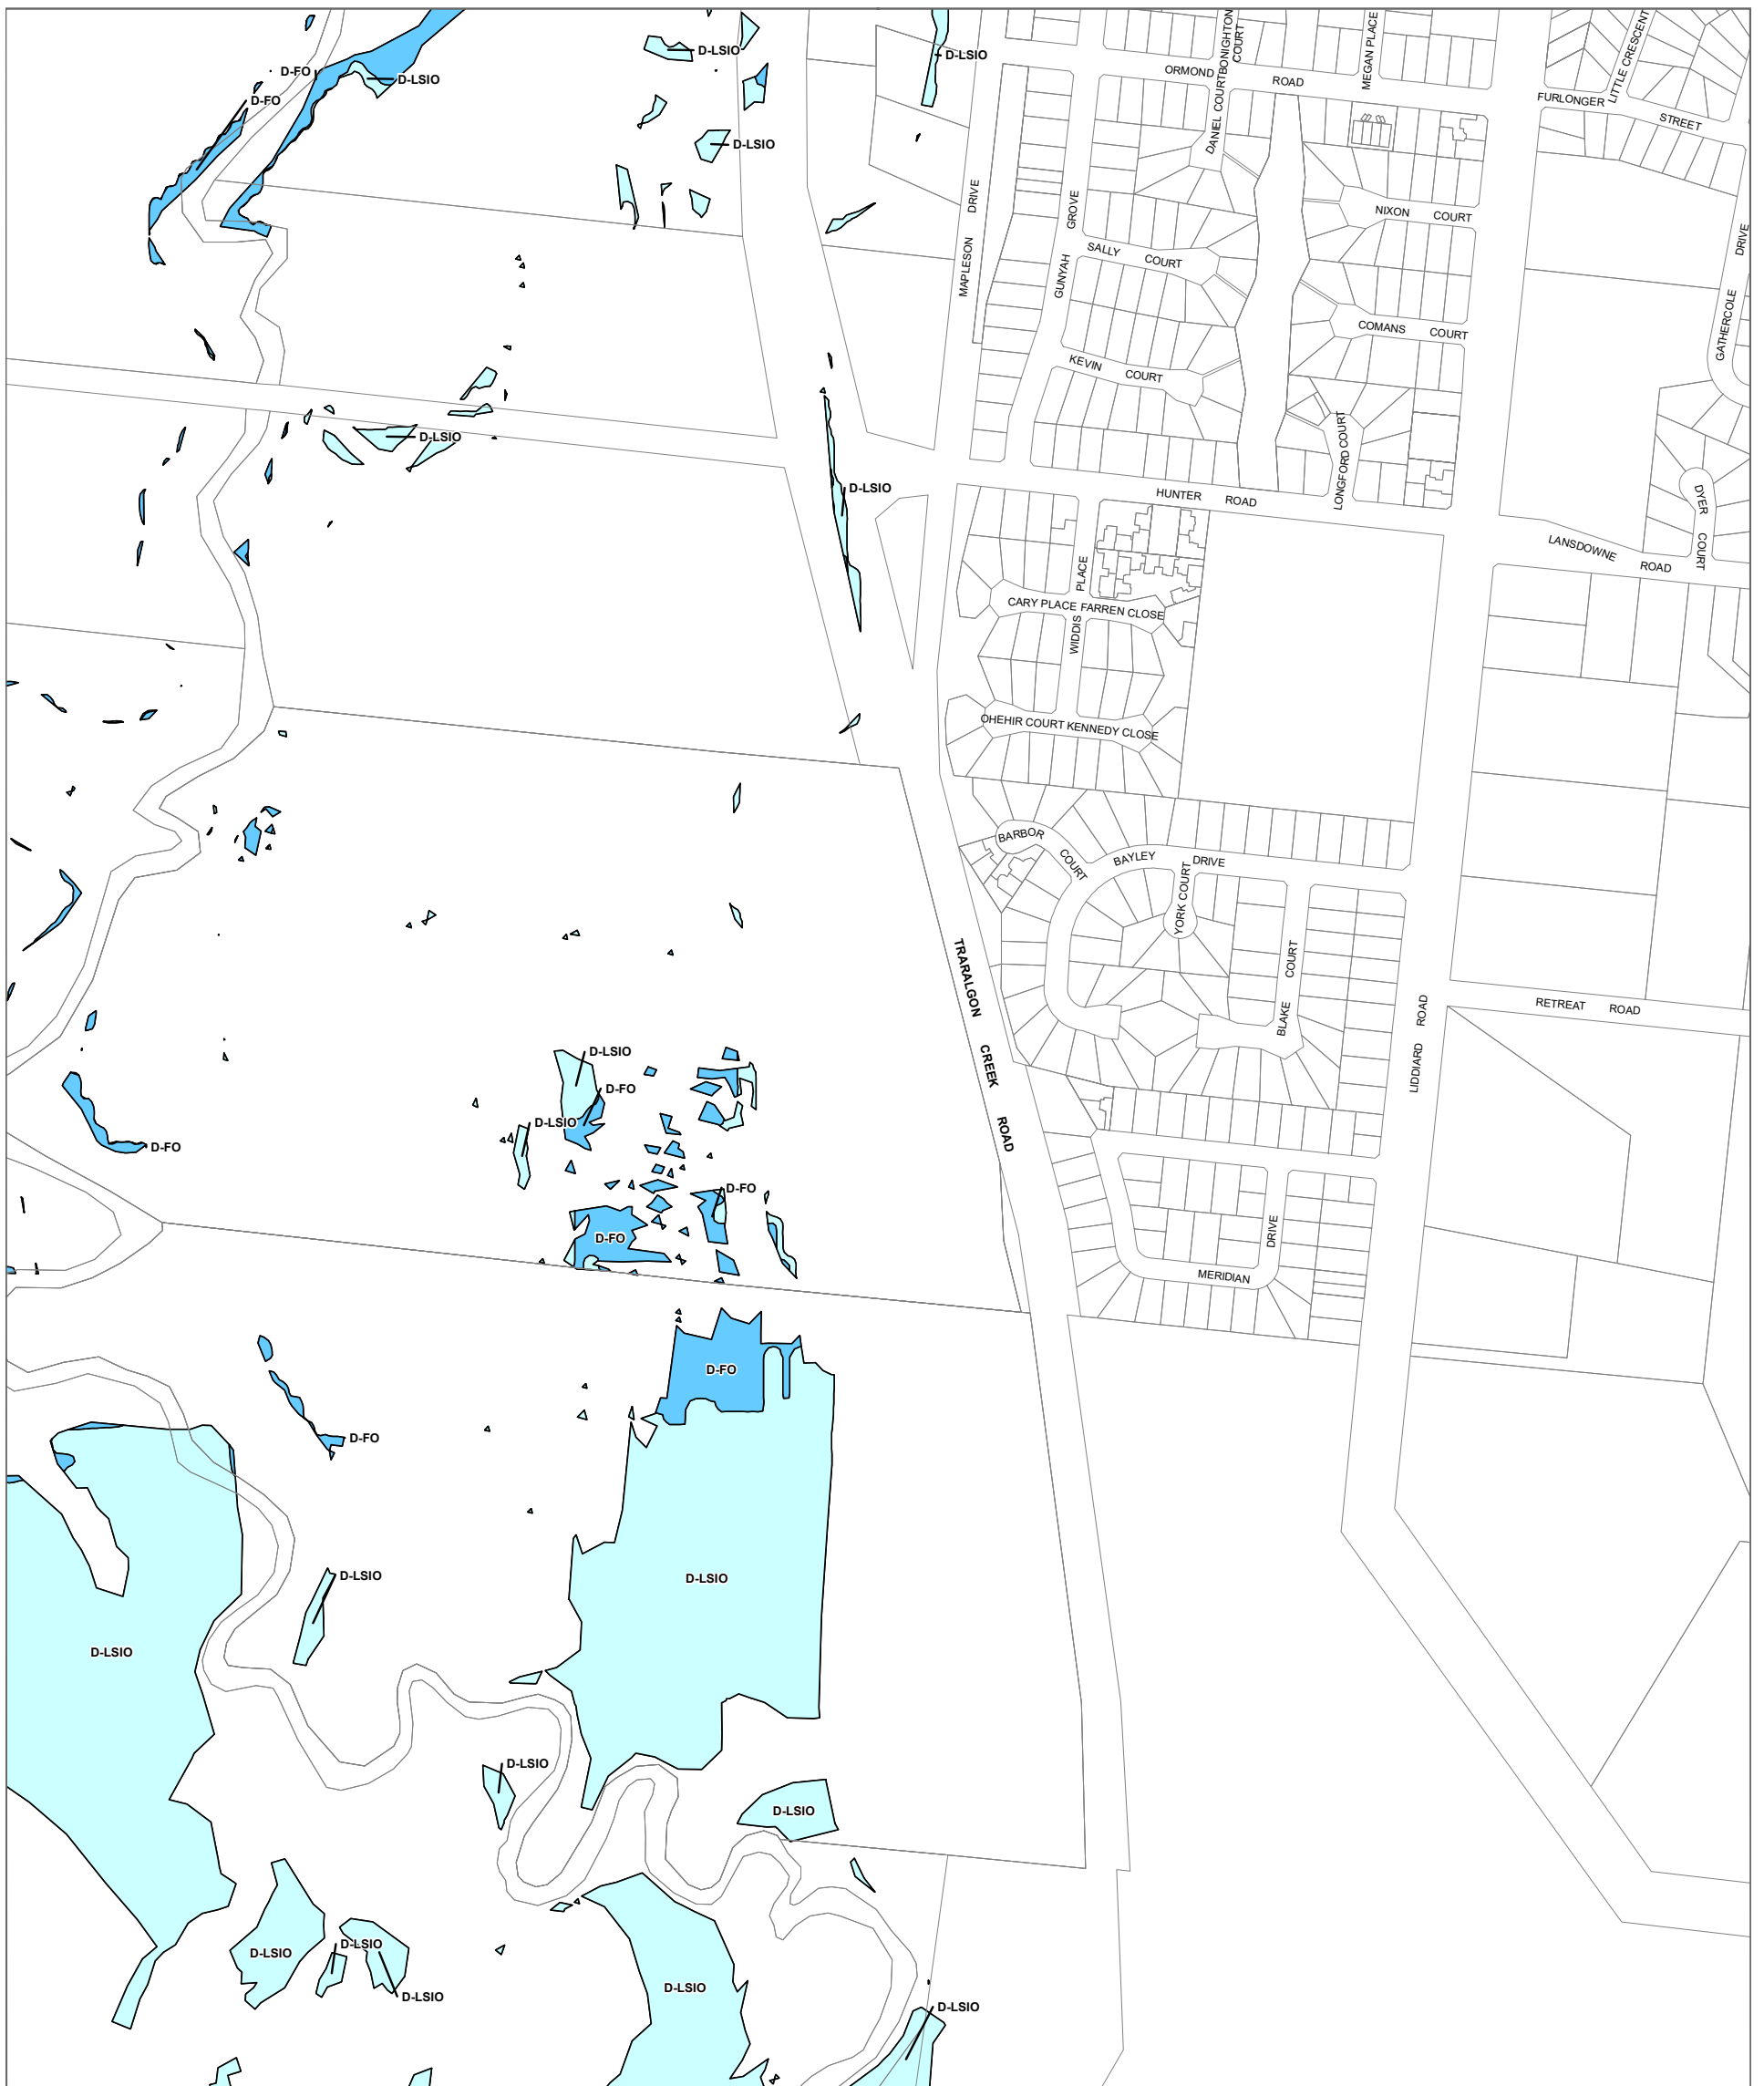 D-LSIO
D-LSIO
D-FO
D-LSIO
D-FO
D-LSIO
ORMOND ROAD
DANIEL COURT
BONIGHTON COURT
MEGAN PLACE
LITTLE CRESCENT
FURLONGER STREET
MAPLESON DRIVE
GUNYAH GROVE
SALLY COURT
NIXON COURT
GATHERCOLE DRIVE
COMANS COURT
KEVIN COURT
LONGFORD COURT
D-LSIO
D-LSIO
HUNTER ROAD
DYER COURT
LANSDOWNE ROAD
WIDDIS PLACE
CARY PLACE
FARREN CLOSE
OHEHIR COURT
KENNEDY CLOSE
BARBOR COURT
BAYLEY DRIVE
YORK COURT
BLAKE COURT
TRARALGON CREEK ROAD
LIDDIARD ROAD
RETREAT ROAD
D-LSIO
D-FO
D-LSIO
D-FO
D-FO
D-FO
MERIDIAN DRIVE
D-FO
D-FO
D-LSIO
D-LSIO
D-LSIO
D-LSIO
D-LSIO
D-LSIO
D-LSIO
D-LSIO
D-LSIO
D-LSIO